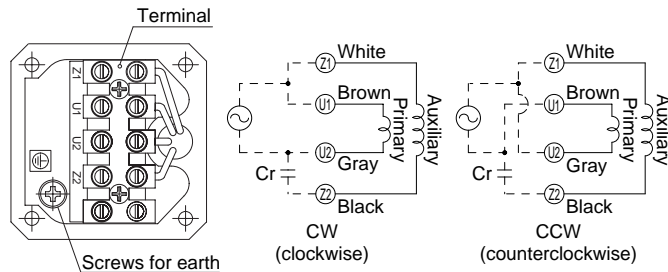 Terminal
Z1
U1
U2
Z2
Screws for earth
Z1 White
U1 Brown
Primary
Auxiliary
U2 Gray
Cr
Z2 Black
CW
(clockwise)
Z1 White
U1 Brown
Primary
Auxiliary
U2 Gray
Cr
Z2 Black
CCW
(counterclockwise)